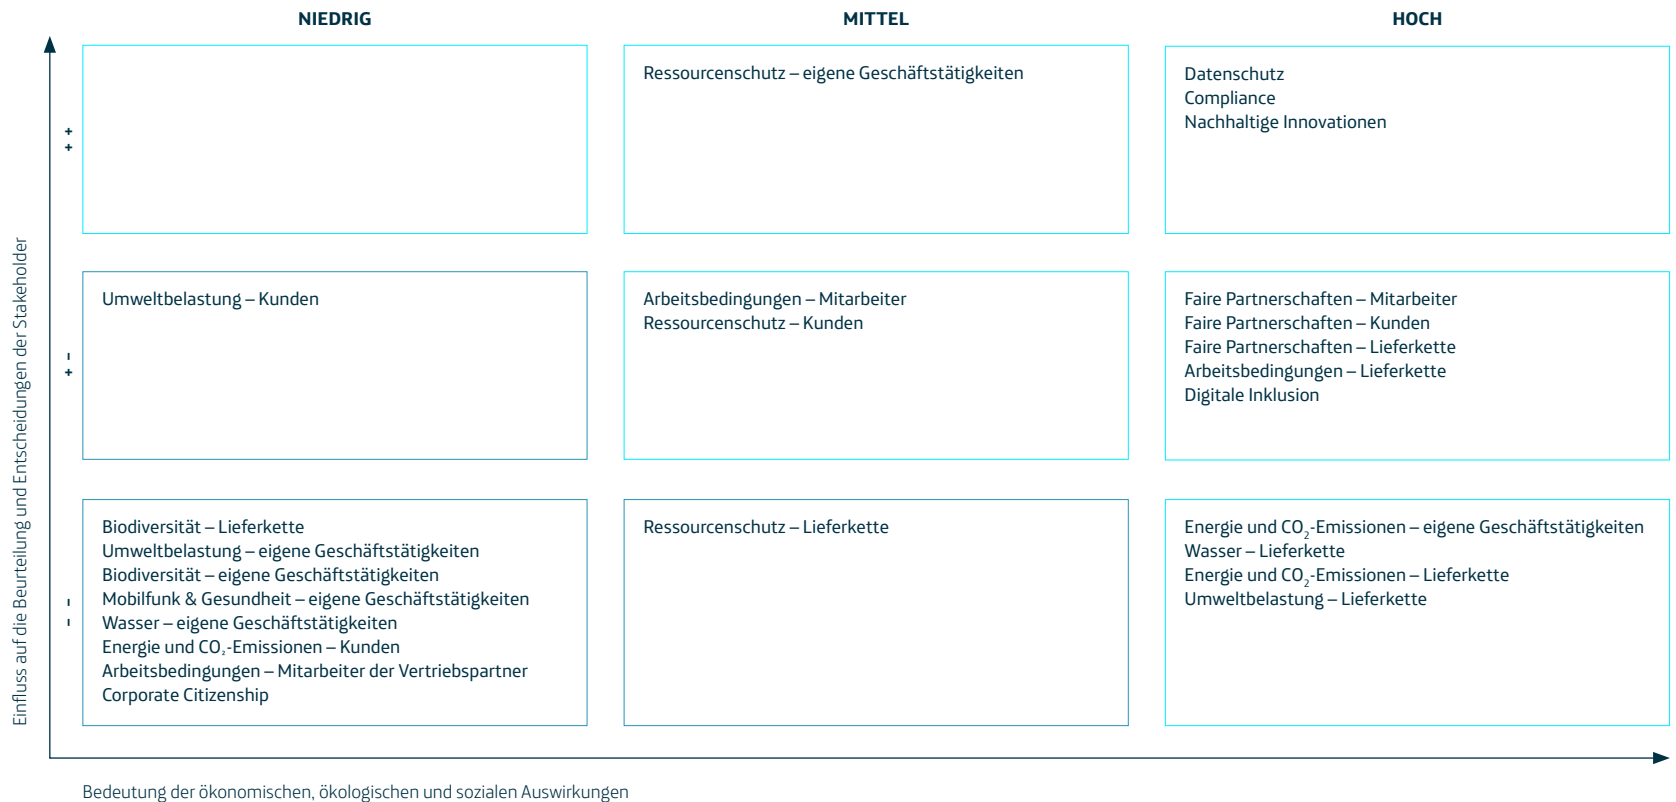 NIEDRIG
MITTEL
HOCH
Einfluss auf die Beurteilung und Entscheidungen der Stakeholder
++
Ressourcenschutz – eigene Geschäftstätigkeiten
Datenschutz
Compliance
Nachhaltige Innovationen
+-
Umweltbelastung – Kunden
Arbeitsbedingungen – Mitarbeiter
Ressourcenschutz – Kunden
Faire Partnerschaften – Mitarbeiter
Faire Partnerschaften – Kunden
Faire Partnerschaften – Lieferkette
Arbeitsbedingungen – Lieferkette
Digitale Inklusion
--
Biodiversität – Lieferkette
Umweltbelastung – eigene Geschäftstätigkeiten
Biodiversität – eigene Geschäftstätigkeiten
Mobilfunk & Gesundheit – eigene Geschäftstätigkeiten
Wasser – eigene Geschäftstätigkeiten
Energie und CO₂-Emissionen – Kunden
Arbeitsbedingungen – Mitarbeiter der Vertriebspartner
Corporate Citizenship
Ressourcenschutz – Lieferkette
Energie und CO₂-Emissionen – eigene Geschäftstätigkeiten
Wasser – Lieferkette
Energie und CO₂-Emissionen – Lieferkette
Umweltbelastung – Lieferkette
Bedeutung der ökonomischen, ökologischen und sozialen Auswirkungen